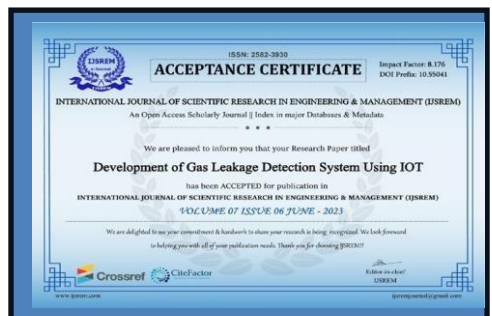 ISSN: 2582-3930
IJSREM
e-Journal
ACCEPTANCE CERTIFICATE
Impact Factor: 8.176
DOI Prefix: 10.55041
INTERNATIONAL JOURNAL OF SCIENTIFIC RESEARCH IN ENGINEERING & MANAGEMENT (IJSREM)
An Open Access Scholarly Journal || Index in major Databases & Metadata
We are pleased to inform you that your Research Paper titled
Development of Gas Leakage Detection System Using IOT
has been ACCEPTED for publication in
INTERNATIONAL JOURNAL OF SCIENTIFIC RESEARCH IN ENGINEERING & MANAGEMENT (IJSREM)
VOLUME 07 ISSUE 06 JUNE - 2023
We are delighted to see your commitment & hardwork to share your research is being recognized. We look foreword
to helping you with all of your publication needs. Thank you for choosing IJSREM!!
Crossref
CiteFactor
Editor-in-chief
IJSREM
www.ijsrem.com
ijsremjournal@gmail.com